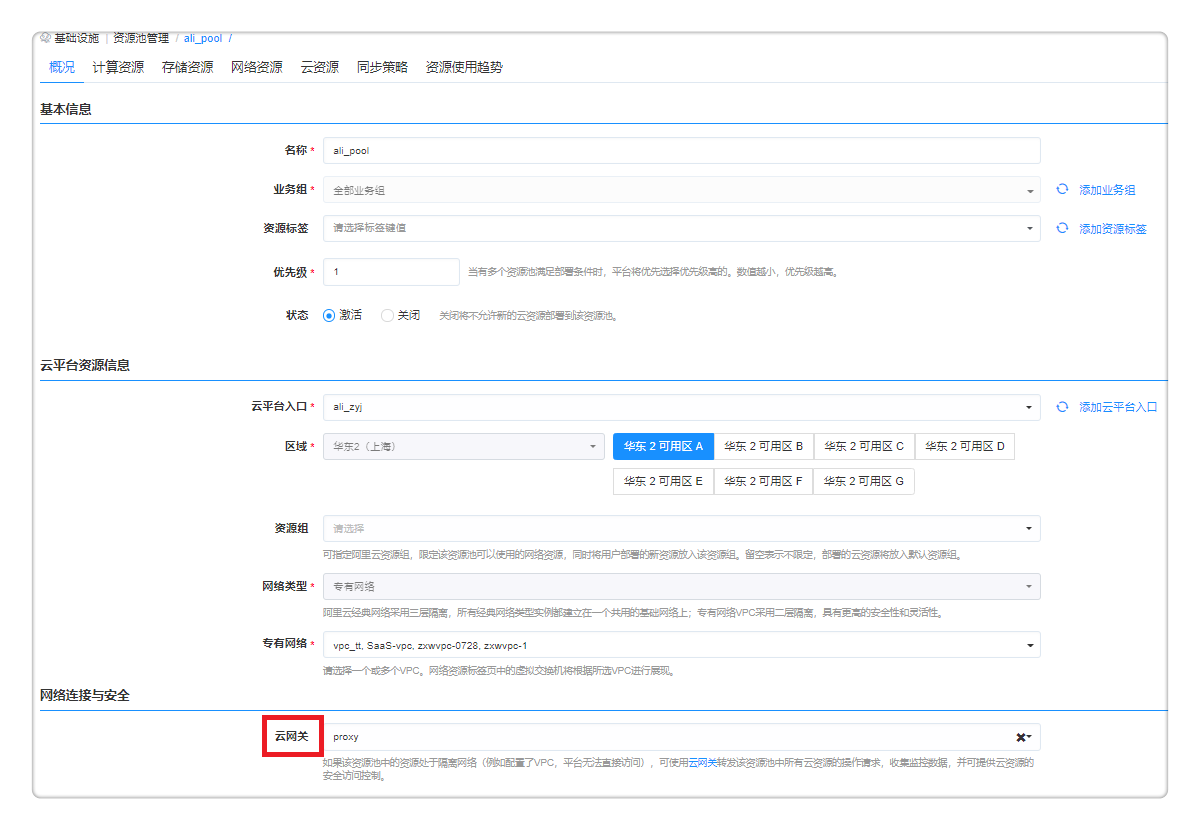 基础设施 | 资源池管理 / ali_pool /
概况 计算资源 存储资源 网络资源 云资源 同步策略 资源使用趋势
基本信息
名称 * ali_pool
业务组 * 全部业务组 添加业务组
资源标签 请选择标签键值 添加资源标签
优先级 * 1 当有多个资源池满足部署条件时，平台将优先选择优先级高的。数值越小，优先级越高。
状态 激活 关闭 关闭将不允许新的云资源部署到该资源池。
云平台资源信息
云平台入口 * ali_zyj 添加云平台入口
区域 * 华东2（上海） 华东 2 可用区 A 华东 2 可用区 B 华东 2 可用区 C 华东 2 可用区 D
华东 2 可用区 E 华东 2 可用区 F 华东 2 可用区 G
资源组 请选择
可指定阿里云资源组，限定该资源池可以使用的网络资源，同时将用户部署的新资源放入该资源组。留空表示不限定，部署的云资源将放入默认资源组。
网络类型 * 专有网络
阿里云经典网络采用三层隔离，所有经典网络类型实例都建立在一个共用的基础网络上；专有网络VPC采用二层隔离，具有更高的安全性和灵活性。
专有网络 * vpc_tt, SaaS-vpc, zxwvpc-0728, zxwvpc-1
请选择一个或多个VPC。网络资源标签页中的虚拟交换机将根据所选VPC进行展现。
网络连接与安全
云网关 proxy
如果该资源池中的资源处于隔离网络（例如配置了VPC，平台无法直接访问），可使用云网关转发该资源池中所有云资源的操作请求，收集监控数据，并可提供云资源的
安全访问控制。